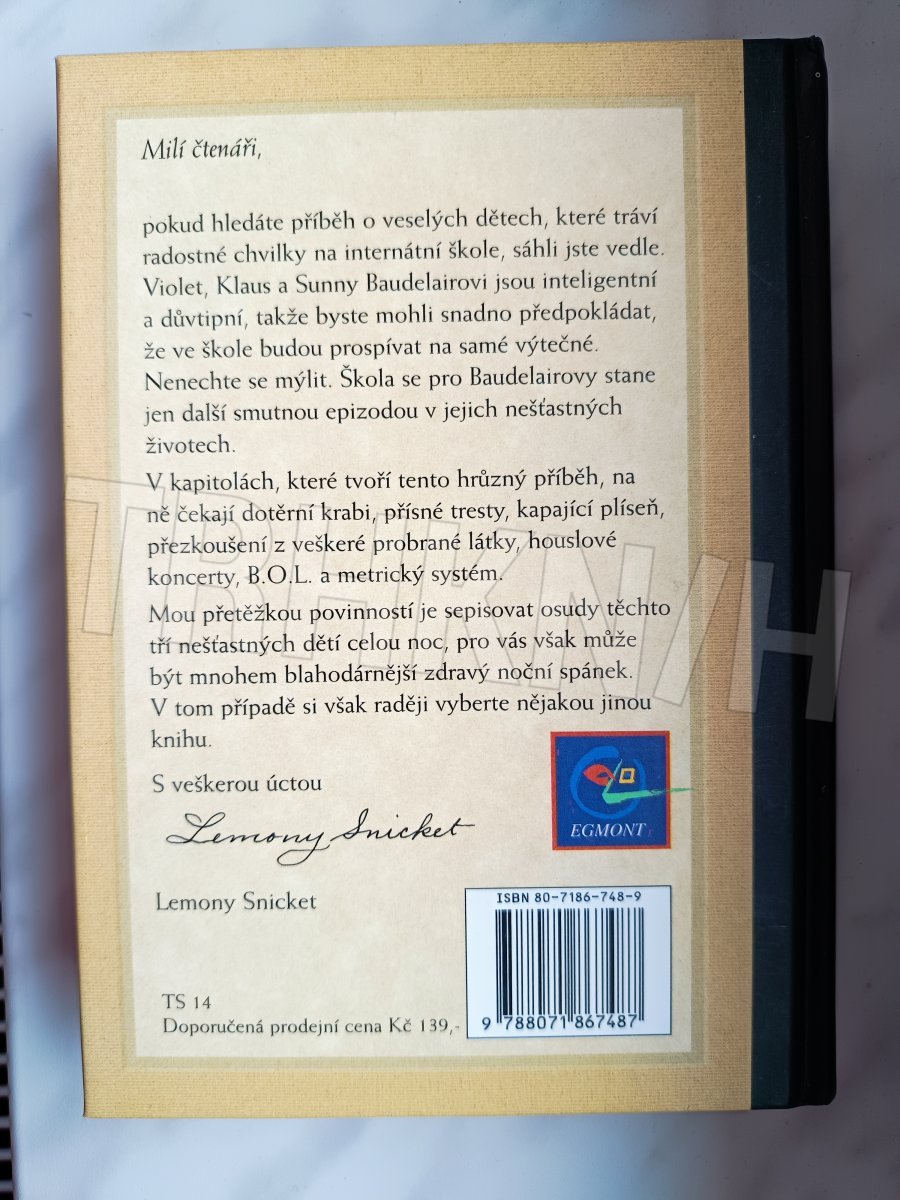 Milí čtenáři,
pokud hledáte příběh o veselých dětech, které tráví
radostné chvilky na internátní škole, sáhli jste vedle.
Violet, Klaus a Sunny Baudelairovi jsou inteligentní
a důvtipní, takže byste mohli snadno předpokládat,
že ve škole budou prospívat na samé výtečné.
Nenechte se mýlit. Škola se pro Baudelairovy stane
jen další smutnou epizodou v jejich nešťastných
životech.
V kapitolách, které tvoří tento hrůzný příběh, na
ně čekají dotěrní krabi, přísné tresty, kapající plíseň,
přezkoušení z veškeré probrané látky, houslové
koncerty, B.O.L. a metrický systém.
Mou přetěžkou povinností je sepisovat osudy těchto
tří nešťastných dětí celou noc, pro vás však může
být mnohem blahodárnější zdravý noční spánek.
V tom případě si však raději vyberte nějakou jinou
knihu.
S veškerou úctou
Lemony Snicket
EGMONT
Lemony Snicket
ISBN 80-7186-748-9
9 788071 867487
TS 14
Doporučená prodejní cena Kč 139,-
TRHKNIH